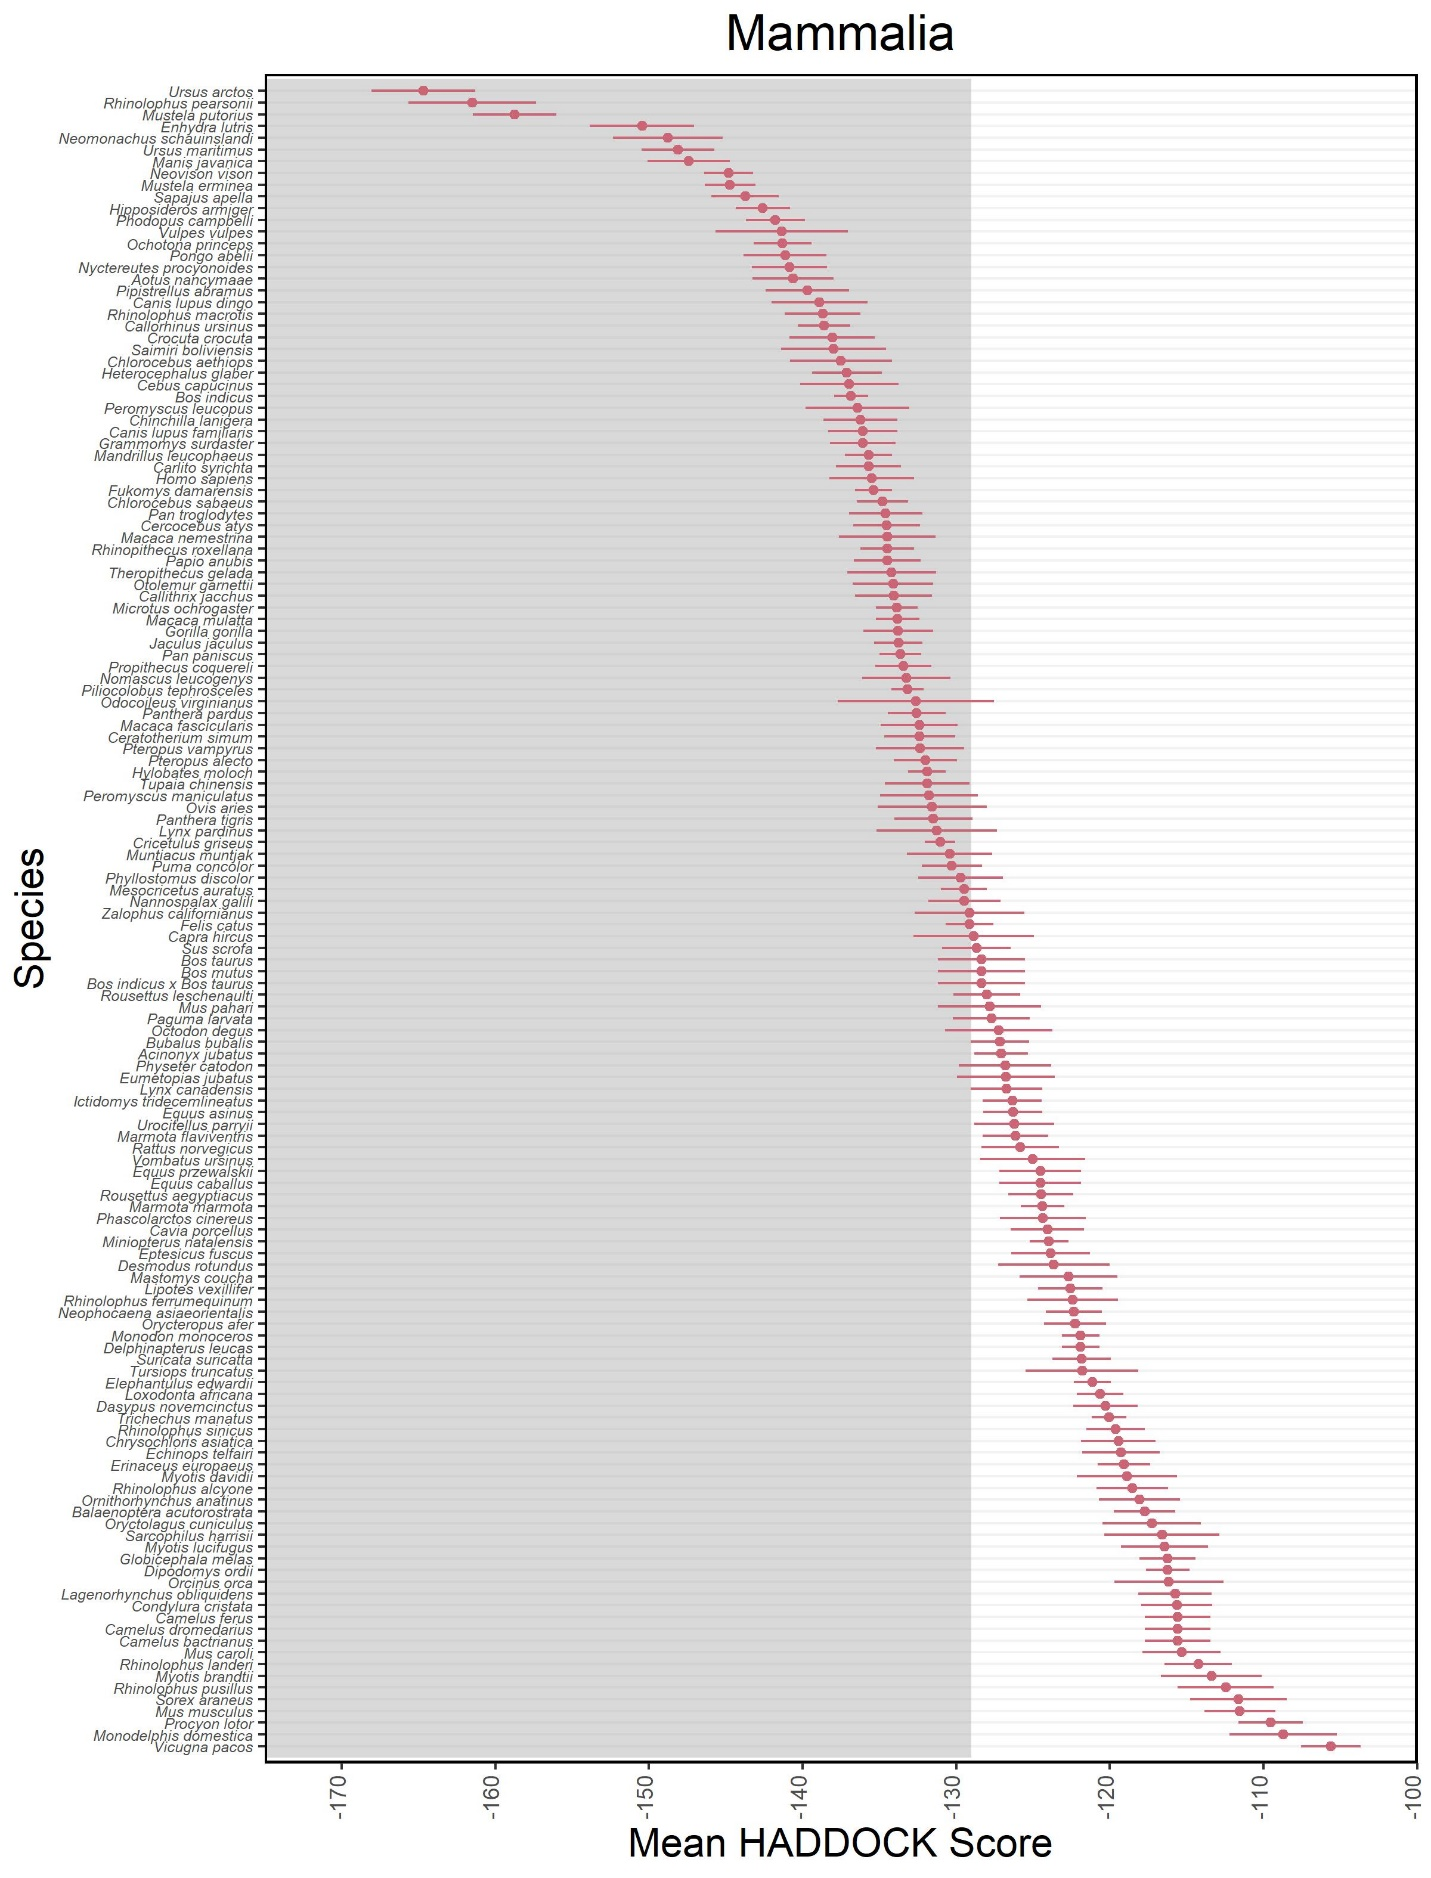 Mammalia
Species
Ursus arctos
Rhinolophus pearsonii
Mustela putorius
Enhydra lutris
Neomonachus schauinslandi
Ursus maritimus
Manis javanica
Neovison vison
Mustela erminea
Sapajus apella
Hipposideros armiger
Phodopus campbelli
Vulpes vulpes
Ochotona princeps
Pongo abelii
Nyctereutes procyonoides
Aotus nancymaae
Pipistrellus abramus
Canis lupus dingo
Rhinolophus macrotis
Callorhinus ursinus
Crocuta crocuta
Saimiri boliviensis
Chlorocebus aethiops
Heterocephalus glaber
Cebus capucinus
Bos indicus
Peromyscus leucopus
Chinchilla lanigera
Canis lupus familiaris
Grammomys surdaster
Mandrillus leucophaeus
Carlito syrichta
Homo sapiens
Fukomys damarensis
Chlorocebus sabaeus
Pan troglodytes
Cercocebus atys
Macaca nemestrina
Rhinopithecus roxellana
Papio anubis
Theropithecus gelada
Otolemur garnettii
Callithrix jacchus
Microtus ochrogaster
Macaca mulatta
Gorilla gorilla
Jaculus jaculus
Pan paniscus
Propithecus coquereli
Nomascus leucogenys
Piliocolobus tephrosceles
Odocoileus virginianus
Panthera pardus
Macaca fascicularis
Ceratotherium simum
Pteropus vampyrus
Pteropus alecto
Hylobates moloch
Tupaia chinensis
Peromyscus maniculatus
Ovis aries
Panthera tigris
Lynx pardinus
Cricetulus griseus
Muntiacus muntjak
Puma concolor
Phyllostomus discolor
Mesocricetus auratus
Nannospalax galili
Zalophus californianus
Felis catus
Capra hircus
Sus scrofa
Bos taurus
Bos mutus
Bos indicus x Bos taurus
Rousettus leschenaulti
Mus pahari
Paguma larvata
Octodon degus
Bubalus bubalis
Acinonyx jubatus
Physeter catodon
Eumetopias jubatus
Lynx canadensis
Ictidomys tridecemlineatus
Equus asinus
Urocitellus parryii
Marmota flaviventris
Rattus norvegicus
Vombatus ursinus
Equus przewalskii
Equus caballus
Rousettus aegyptiacus
Marmota marmota
Phascolarctos cinereus
Cavia porcellus
Miniopterus natalensis
Eptesicus fuscus
Desmodus rotundus
Mastomys coucha
Lipotes vexillifer
Rhinolophus ferrumequinum
Neophocaena asiaeorientalis
Orycteropus afer
Monodon monoceros
Delphinapterus leucas
Suricata suricatta
Tursiops truncatus
Elephantulus edwardii
Loxodonta africana
Dasypus novemcinctus
Trichechus manatus
Rhinolophus sinicus
Chrysochloris asiatica
Echinops telfairi
Erinaceus europaeus
Myotis davidii
Rhinolophus alcyone
Ornithorhynchus anatinus
Balaenoptera acutorostrata
Oryctolagus cuniculus
Sarcophilus harrisii
Myotis lucifugus
Globicephala melas
Dipodomys ordii
Orcinus orca
Lagenorhynchus obliquidens
Condylura cristata
Camelus ferus
Camelus dromedarius
Camelus bactrianus
Mus caroli
Rhinolophus landeri
Myotis brandtii
Rhinolophus pusillus
Sorex araneus
Mus musculus
Procyon lotor
Monodelphis domestica
Vicugna pacos
-170
-160
-150
-140
-130
-120
-110
-100
Mean HADDOCK Score